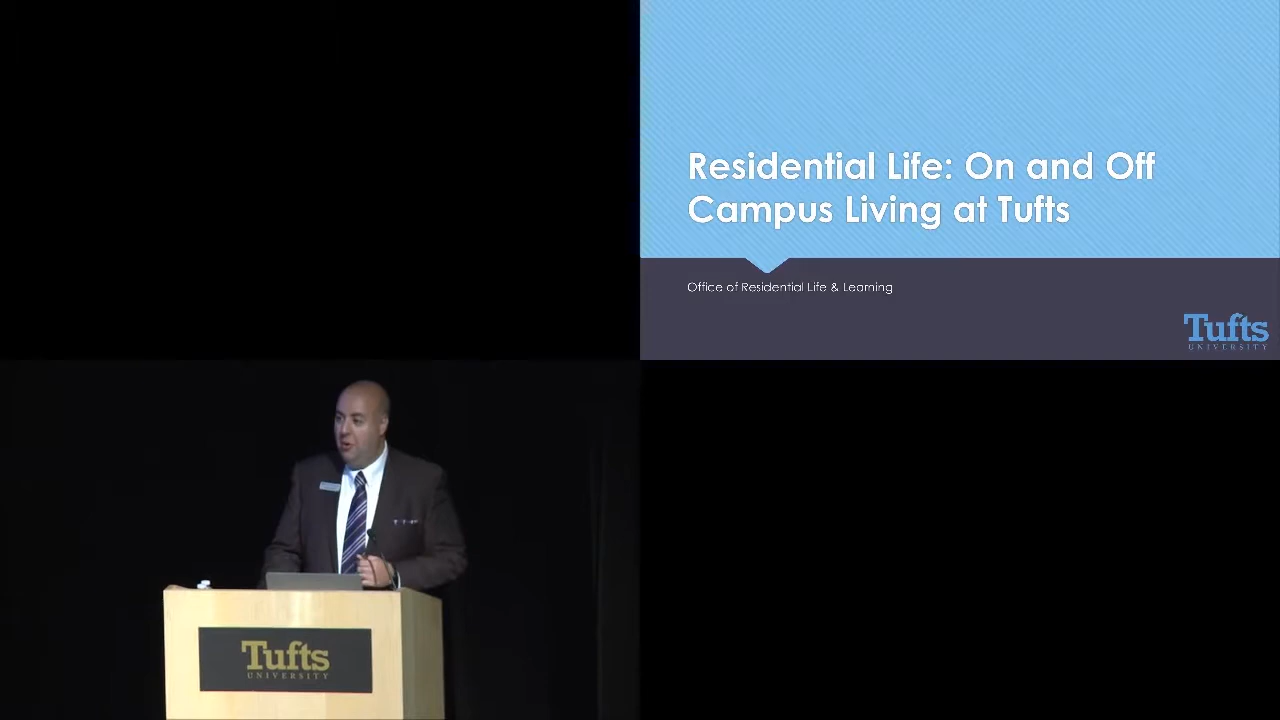 Residential Life: On and Off
Campus Living at Tufts
Office of Residential Life & Learning
Tufts
UNIVERSITY
Tufts
UNIVERSITY